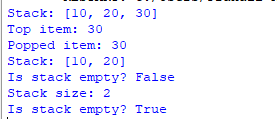 Stack: [10, 20, 30]
Top item: 30
Popped item: 30
Stack: [10, 20]
Is stack empty? False
Stack size: 2
Is stack empty? True